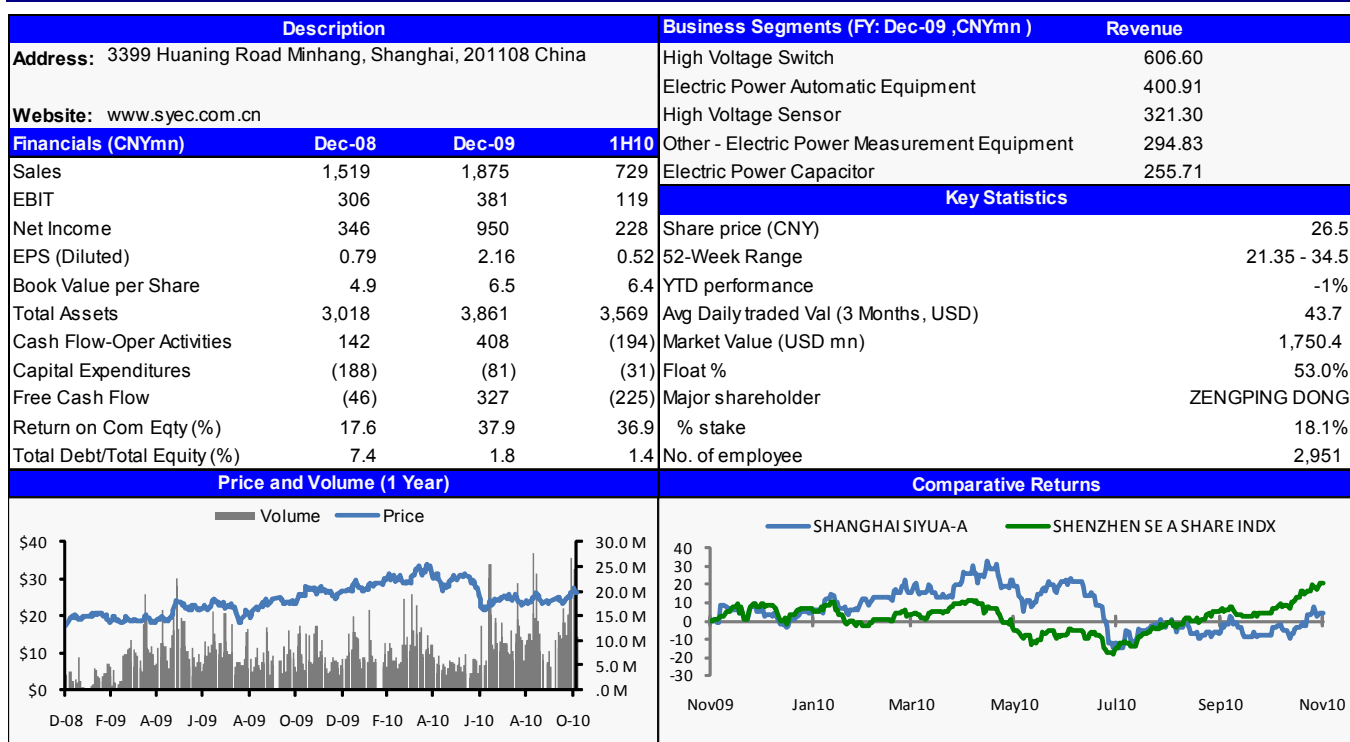 Description
Address: 3399 Huaning Road Minhang, Shanghai, 201108 China
Website: www.syec.com.cn
Financials (CNYmn) Dec-08 Dec-09 1H10
Sales 1,519 1,875 729
EBIT 306 381 119
Net Income 346 950 228
EPS (Diluted) 0.79 2.16 0.52
Book Value per Share 4.9 6.5 6.4
Total Assets 3,018 3,861 3,569
Cash Flow-Oper Activities 142 408 (194)
Capital Expenditures (188) (81) (31)
Free Cash Flow (46) 327 (225)
Return on Com Eqty (%) 17.6 37.9 36.9
Total Debt/Total Equity (%) 7.4 1.8 1.4
Business Segments (FY: Dec-09 ,CNYmn ) Revenue
High Voltage Switch 606.60
Electric Power Automatic Equipment 400.91
High Voltage Sensor 321.30
Other - Electric Power Measurement Equipment 294.83
Electric Power Capacitor 255.71
Key Statistics
Share price (CNY) 26.5
52-Week Range 21.35 - 34.5
YTD performance -1%
Avg Daily traded Val (3 Months, USD) 43.7
Market Value (USD mn) 1,750.4
Float % 53.0%
Major shareholder ZENGPING DONG
% stake 18.1%
No. of employee 2,951
Price and Volume (1 Year)
Volume Price
$40 30.0 M
25.0 M
$30
20.0 M
$20 15.0 M
10.0 M
$10
5.0 M
$0 .0 M
D-08 F-09 A-09 J-09 A-09 O-09 D-09 F-10 A-10 J-10 A-10 O-10
Comparative Returns
SHANGHAI SIYUA-A SHENZHEN SE A SHARE INDX
40
30
20
10
0
-10
-20
-30
Nov09 Jan10 Mar10 May10 Jul10 Sep10 Nov10